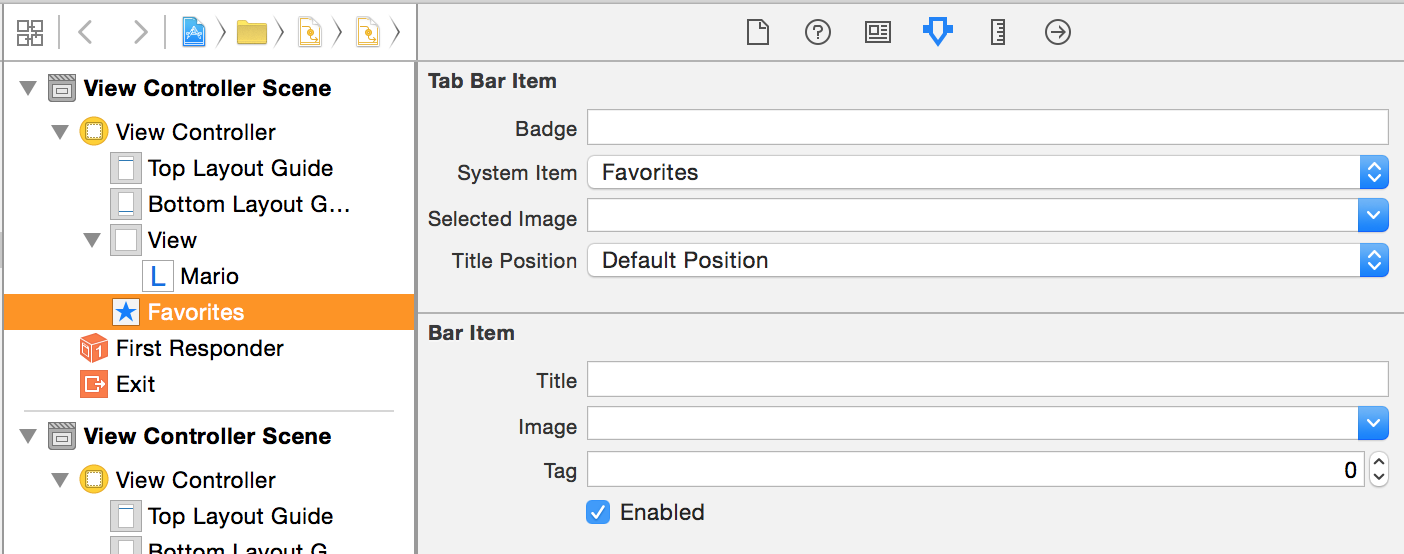 View Controller Scene
View Controller
Top Layout Guide
Bottom Layout G...
View
L Mario
Favorites
First Responder
Exit
View Controller Scene
View Controller
Top Layout Guide
Bottom Layout G
Tab Bar Item
Badge
System Item Favorites
Selected Image
Title Position Default Position
Bar Item
Title
Image
Tag 0
Enabled